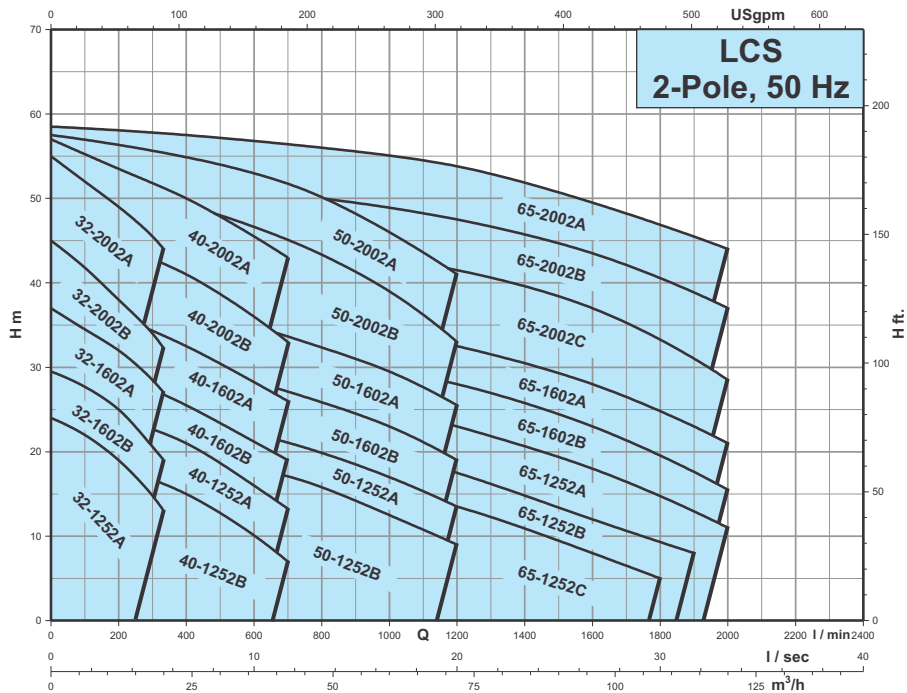 0 100 200 300 400 500 USgpm 600
70
60
50
40
30
20
10
0
H m
LCS
2-Pole, 50 Hz
200
150
100
50
0
H ft.
32-2002A
32-2002B
32-1602A
32-1602B
32-1252A
40-2002A
40-2002B
40-1602A
40-1602B
40-1252A
40-1252B
50-2002A
50-2002B
50-1602A
50-1602B
50-1252A
50-1252B
65-2002A
65-2002B
65-2002C
65-1602A
65-1602B
65-1252A
65-1252B
65-1252C
0 200 400 600 800 1000 Q 1200 1400 1600 1800 2000 2200 l / min 2400
0 10 20 30 l / sec 40
0 25 50 75 100 125 m³/h